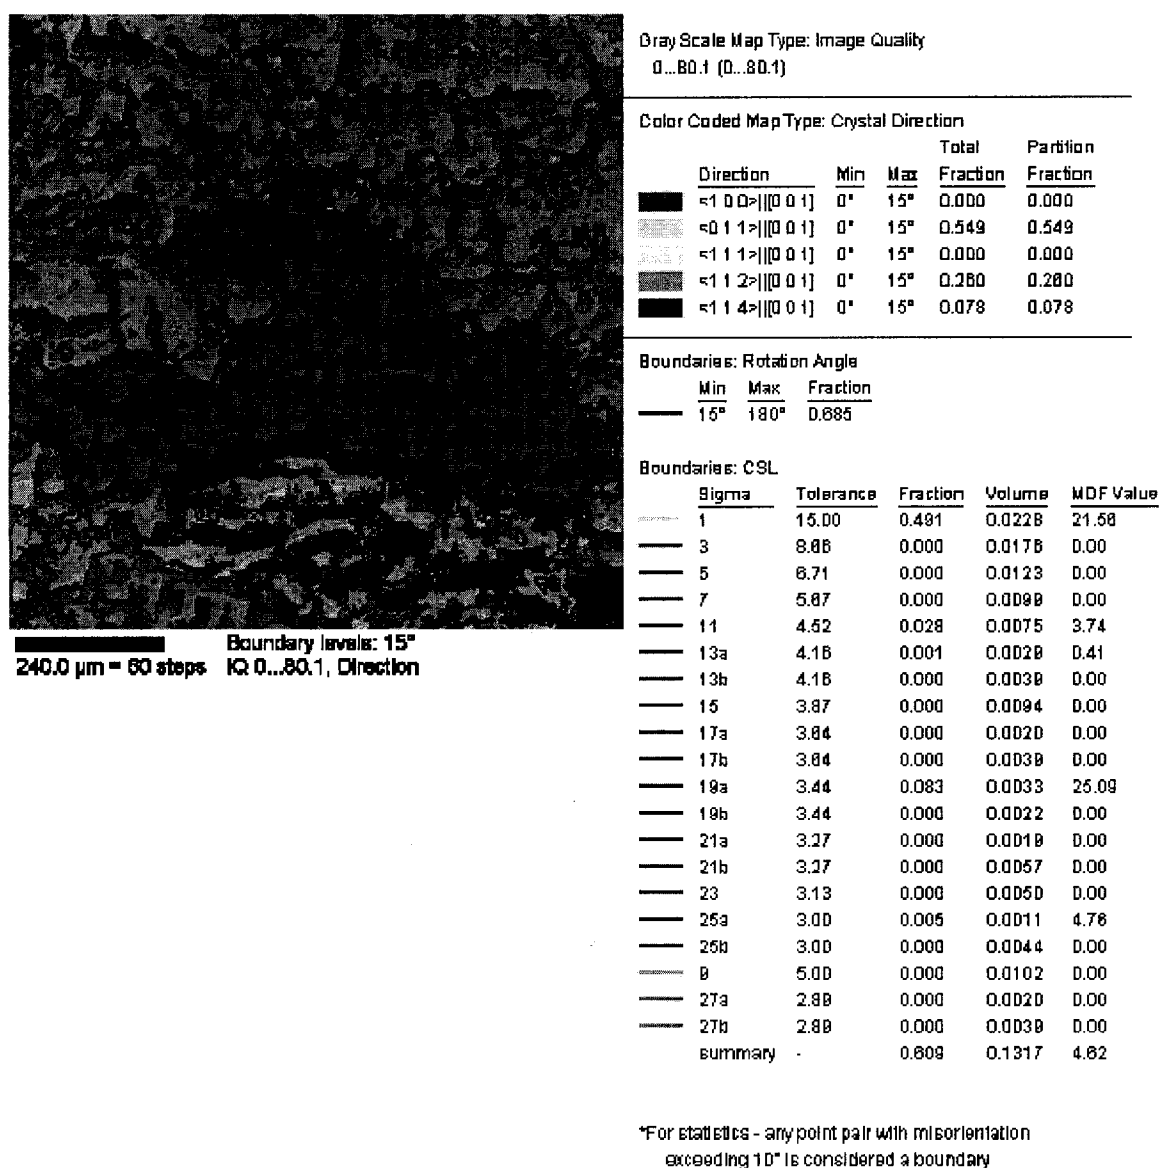 Gray Scale Map Type: Image Quality
0...80.1 (0...80.1)
Color Coded Map Type: Crystal Direction
Total Partition
Direction Min Max Fraction Fraction
<1 0 0>||[0 0 1] 0° 15° 0.000 0.000
<0 1 1>||[0 0 1] 0° 15° 0.549 0.549
<1 1 1>||[0 0 1] 0° 15° 0.000 0.000
<1 1 2>||[0 0 1] 0° 15° 0.260 0.260
<1 1 4>||[0 0 1] 0° 15° 0.078 0.078
Boundaries: Rotation Angle
Min Max Fraction
15° 180° 0.685
Boundaries: CSL
Sigma Tolerance Fraction Volume MDF Value
1 15.00 0.491 0.0228 21.56
3 8.66 0.000 0.0176 0.00
5 6.71 0.000 0.0123 0.00
7 5.67 0.000 0.0099 0.00
11 4.52 0.028 0.0075 3.74
13a 4.16 0.001 0.0029 0.41
13b 4.16 0.000 0.0039 0.00
15 3.87 0.000 0.0094 0.00
17a 3.64 0.000 0.0020 0.00
17b 3.64 0.000 0.0039 0.00
19a 3.44 0.083 0.0033 25.09
19b 3.44 0.000 0.0022 0.00
21a 3.27 0.000 0.0019 0.00
21b 3.27 0.000 0.0057 0.00
23 3.13 0.000 0.0050 0.00
25a 3.00 0.005 0.0011 4.76
25b 3.00 0.000 0.0044 0.00
9 5.00 0.000 0.0102 0.00
27a 2.89 0.000 0.0020 0.00
27b 2.89 0.000 0.0039 0.00
summary - 0.609 0.1317 4.62
Boundary levels: 15°
240.0 µm = 60 steps IQ 0...80.1, Direction
*For statistics - any point pair with misorientation
exceeding 10° is considered a boundary